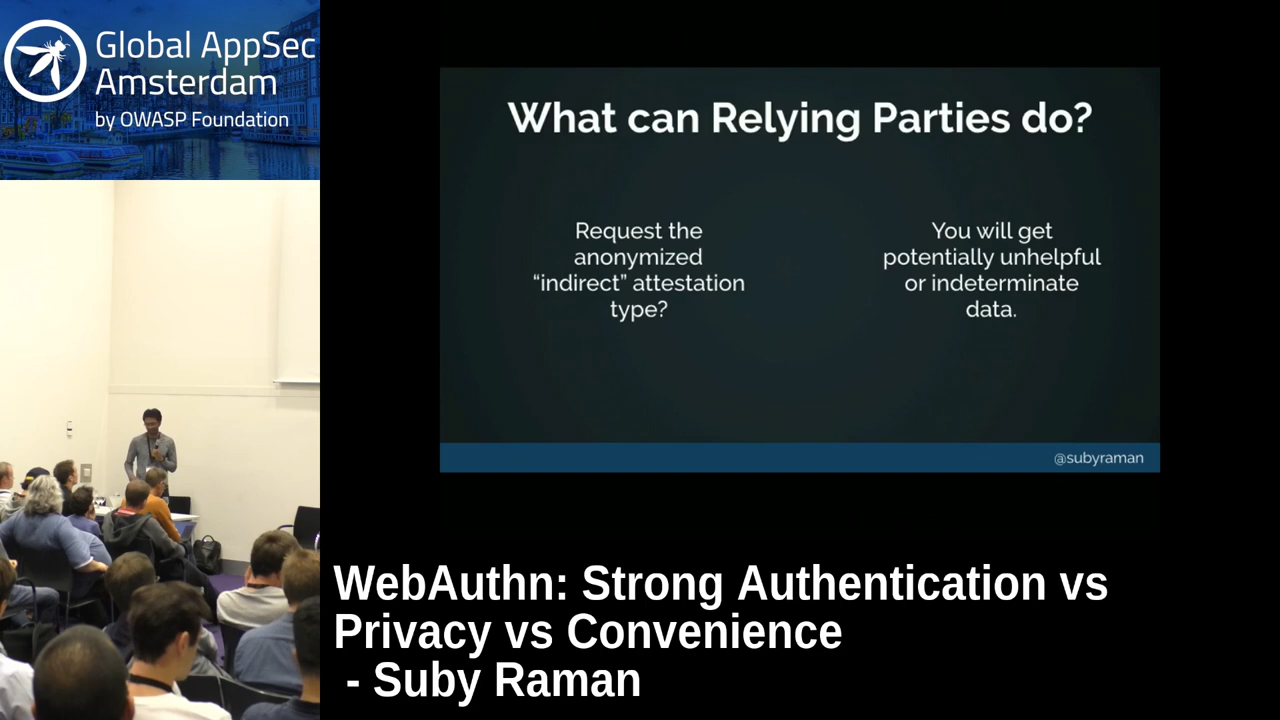 Global AppSec
Amsterdam
by OWASP Foundation
What can Relying Parties do?
Request the
anonymized
“indirect” attestation
type?
You will get
potentially unhelpful
or indeterminate
data.
@subyraman
WebAuthn: Strong Authentication vs
Privacy vs Convenience
- Suby Raman